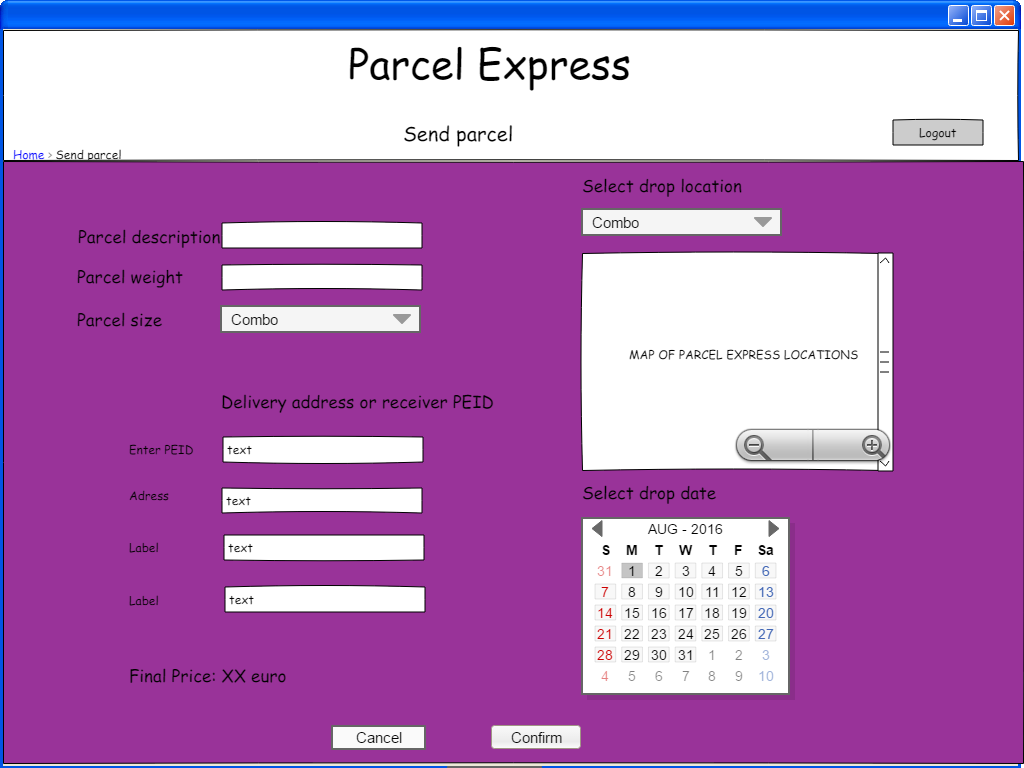 Parcel Express
Send parcel
Logout
Home > Send parcel
Parcel description
Parcel weight
Parcel size
Combo
Delivery address or receiver PEID
Enter PEID
text
Adress
text
Label
text
Label
text
Final Price: XX euro
Select drop location
Combo
MAP OF PARCEL EXPRESS LOCATIONS
Select drop date
AUG - 2016
S M T W T F Sa
31 1 2 3 4 5 6
7 8 9 10 11 12 13
14 15 16 17 18 19 20
21 22 23 24 25 26 27
28 29 30 31 1 2 3
4 5 6 7 8 9 10
Cancel
Confirm